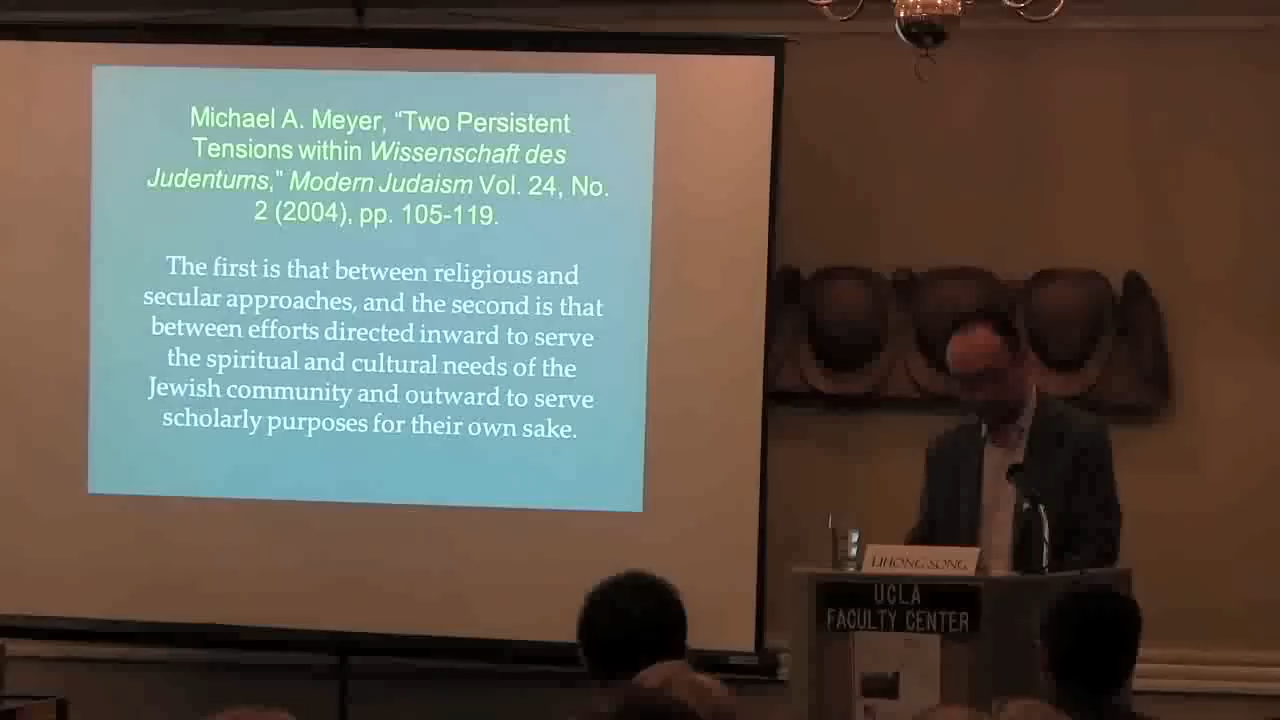 Michael A. Meyer, "Two Persistent
Tensions within Wissenschaft des
Judentums," Modern Judaism Vol. 24, No.
2 (2004), pp. 105-119.
The first is that between religious and
secular approaches, and the second is that
between efforts directed inward to serve
the spiritual and cultural needs of the
Jewish community and outward to serve
scholarly purposes for their own sake.
LIHONG SONG
UCLA
FACULTY CENTER